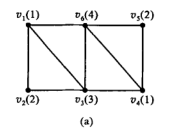 v₁(1) v₆(4) v₅(2)
v₂(2) v₃(3) v₄(1)
(a)